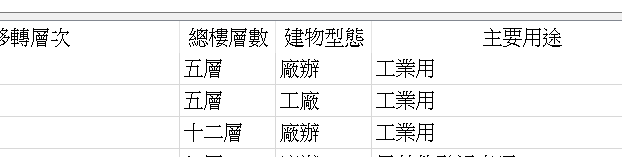 移轉層次 總樓層數 建物型態 主要用途
五層 廠辦 工業用
五層 工廠 工業用
十二層 廠辦 工業用